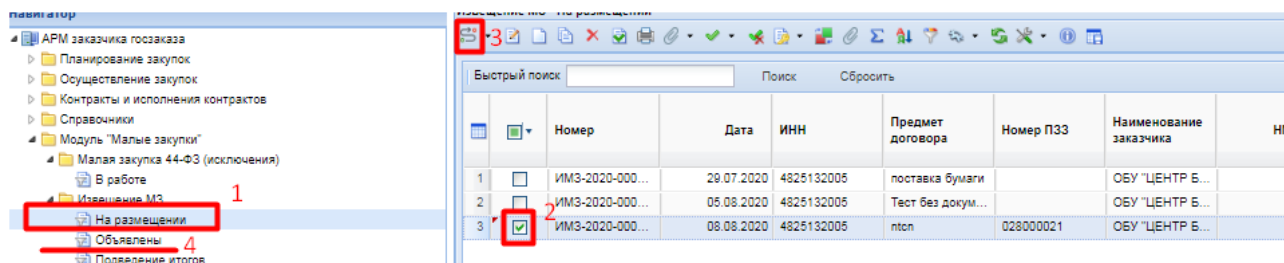 Навигатор
АРМ заказчика госзаказа
Планирование закупок
Осуществление закупок
Контракты и исполнения контрактов
Справочники
Модуль "Малые закупки"
Малая закупка 44-ФЗ (исключения)
В работе
Извещение МЗ
1
На размещении
Объявлены
4
Подведение итогов
Извещение МЗ - На размещении
3
Быстрый поиск Поиск Сбросить
Номер Дата ИНН Предмет договора Номер ПЗЗ Наименование заказчика
1 ИМЗ-2020-000... 29.07.2020 4825132005 поставка бумаги ОБУ "ЦЕНТР Б...
2 ИМЗ-2020-000... 05.08.2020 4825132005 Тест без докум... ОБУ "ЦЕНТР Б...
2
3 ИМЗ-2020-000... 08.08.2020 4825132005 ntcn 028000021 ОБУ "ЦЕНТР Б...